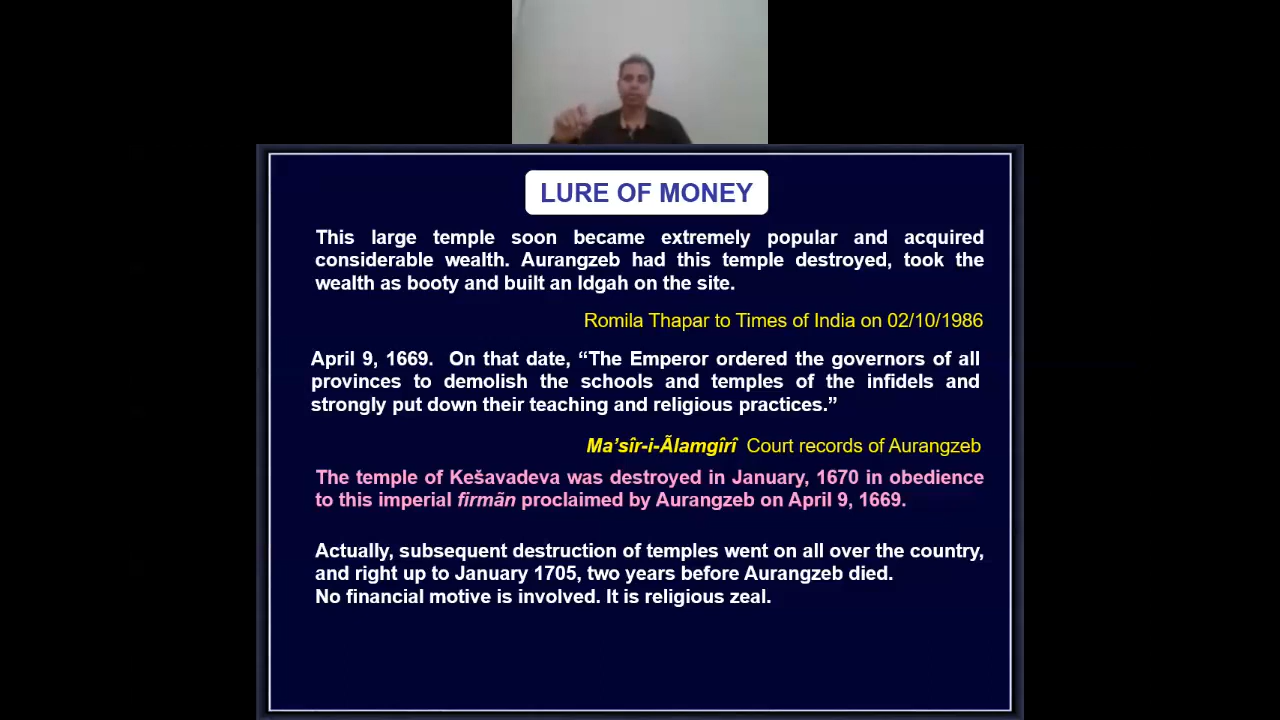 LURE OF MONEY
This large temple soon became extremely popular and acquired
considerable wealth. Aurangzeb had this temple destroyed, took the
wealth as booty and built an Idgah on the site.
Romila Thapar to Times of India on 02/10/1986
April 9, 1669. On that date, “The Emperor ordered the governors of all
provinces to demolish the schools and temples of the infidels and
strongly put down their teaching and religious practices.”
Ma’sîr-i-Ãlamgîrî Court records of Aurangzeb
The temple of Kešavadeva was destroyed in January, 1670 in obedience
to this imperial firmãn proclaimed by Aurangzeb on April 9, 1669.
Actually, subsequent destruction of temples went on all over the country,
and right up to January 1705, two years before Aurangzeb died.
No financial motive is involved. It is religious zeal.